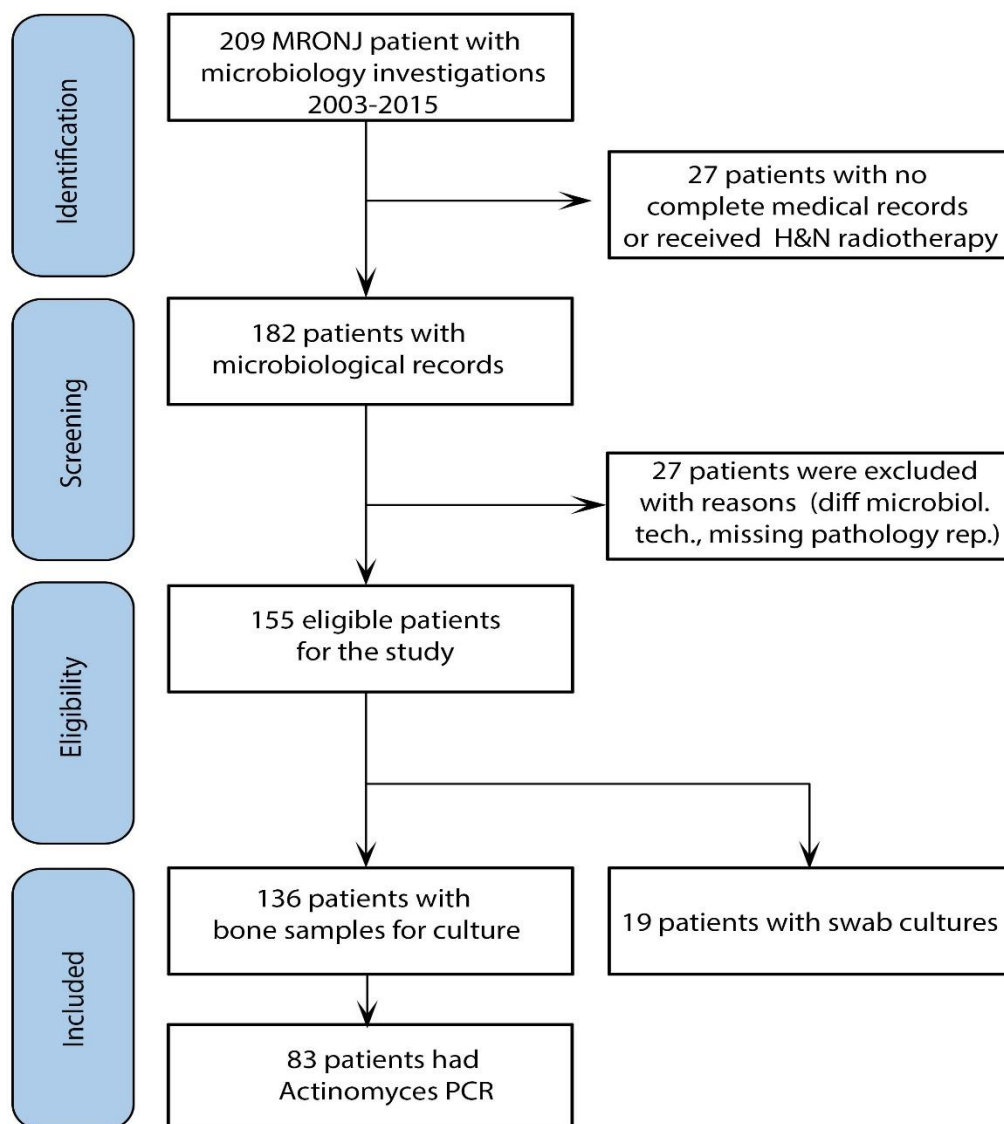 Identification
209 MRONJ patient with
microbiology investigations
2003-2015
27 patients with no
complete medical records
or received H&N radiotherapy
Screening
182 patients with
microbiological records
27 patients were excluded
with reasons (diff microbiol.
tech., missing pathology rep.)
Eligibility
155 eligible patients
for the study
Included
136 patients with
bone samples for culture
19 patients with swab cultures
83 patients had
Actinomyces PCR